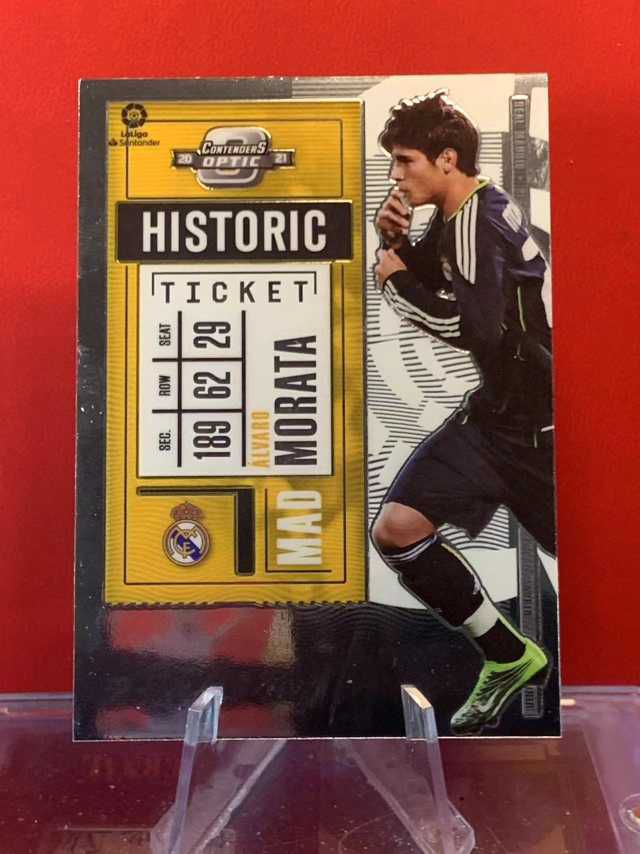 LaLiga
Santander
CONTENDERS
20 OPTIC 21
HISTORIC
TICKET
SEC. ROW SEAT
189 62 29
ALVARO
MORATA
MAD